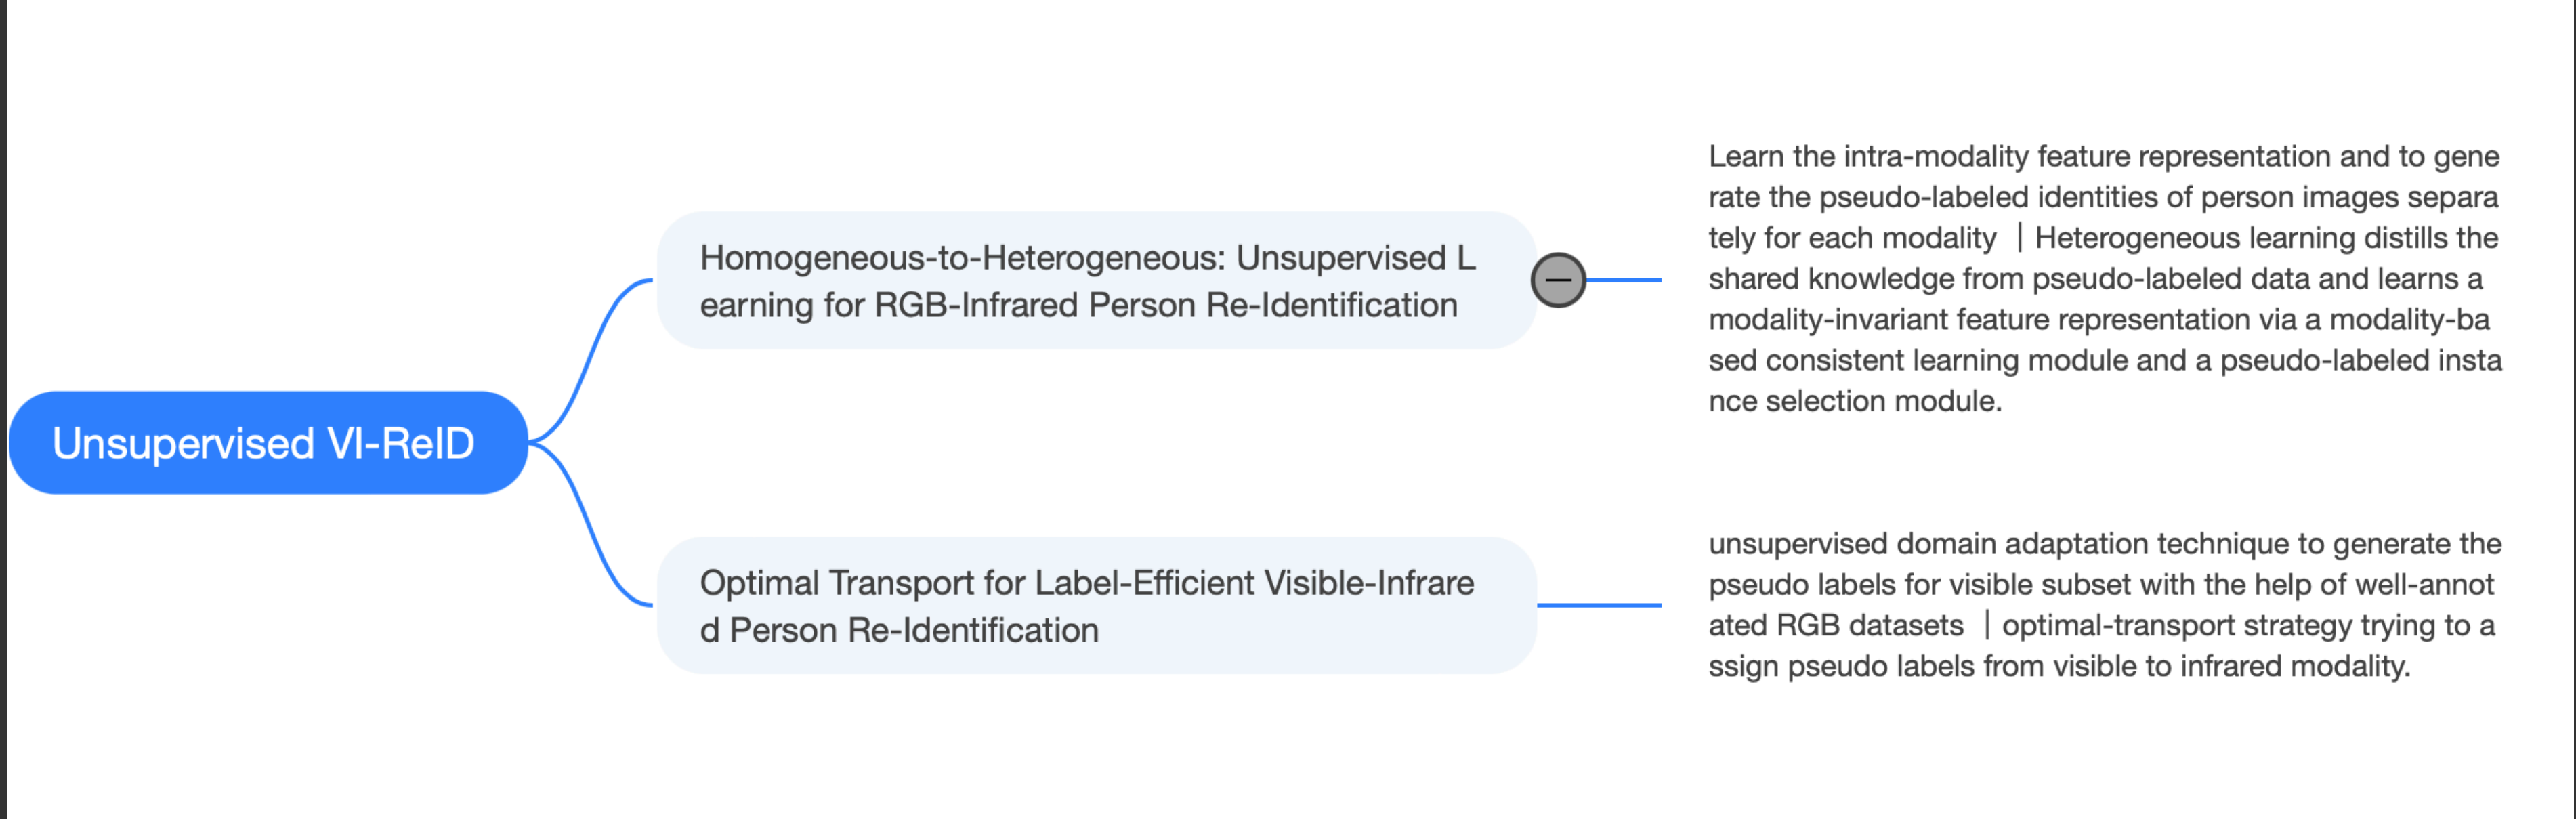 Unsupervised VI-ReID
Homogeneous-to-Heterogeneous: Unsupervised L
earning for RGB-Infrared Person Re-Identification
Learn the intra-modality feature representation and to gene
rate the pseudo-labeled identities of person images separa
tely for each modality ｜Heterogeneous learning distills the
shared knowledge from pseudo-labeled data and learns a
modality-invariant feature representation via a modality-ba
sed consistent learning module and a pseudo-labeled insta
nce selection module.
Optimal Transport for Label-Efficient Visible-Infrare
d Person Re-Identification
unsupervised domain adaptation technique to generate the
pseudo labels for visible subset with the help of well-annot
ated RGB datasets ｜optimal-transport strategy trying to a
ssign pseudo labels from visible to infrared modality.